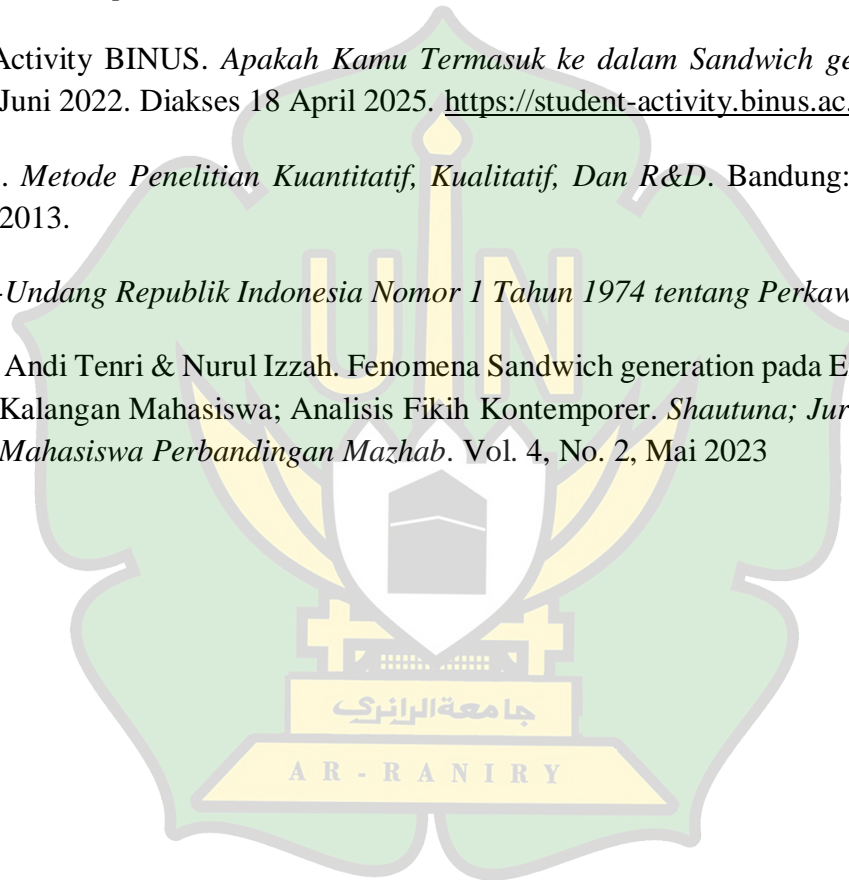 Activity BINUS. Apakah Kamu Termasuk ke dalam Sandwich ge
Juni 2022. Diakses 18 April 2025. https://student-activity.binus.ac.
. Metode Penelitian Kuantitatif, Kualitatif, Dan R&D. Bandung:
2013.
-Undang Republik Indonesia Nomor 1 Tahun 1974 tentang Perkaw
Andi Tenri & Nurul Izzah. Fenomena Sandwich generation pada E
Kalangan Mahasiswa; Analisis Fikih Kontemporer. Shautuna; Jur
Mahasiswa Perbandingan Mazhab. Vol. 4, No. 2, Mai 2023
UIN
جامعةالرانري
AR-RANIRY